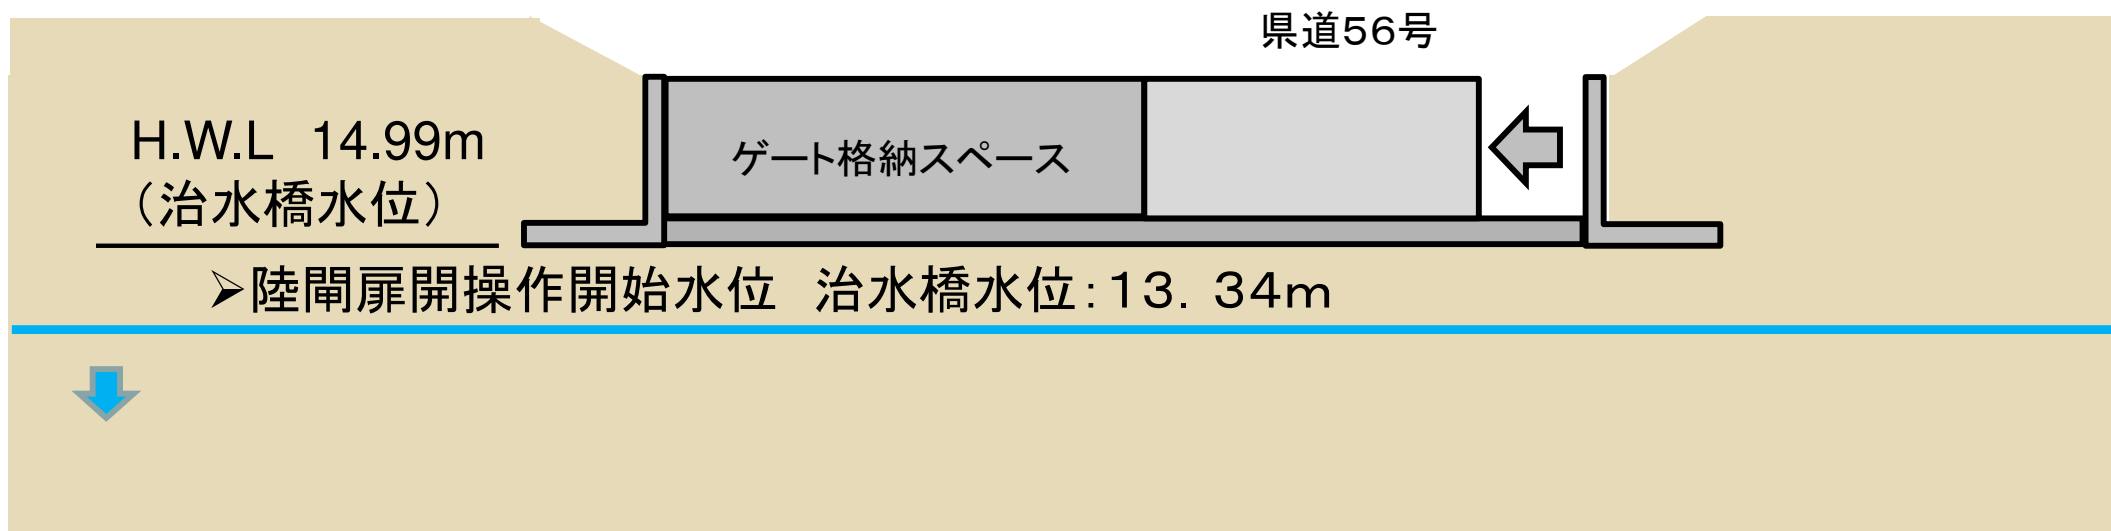 県道５６号
H.W.L　14.99m
（治水橋水位）
ゲート格納スペース
➢陸閘扉開操作開始水位　治水橋水位：１３．３４ｍ